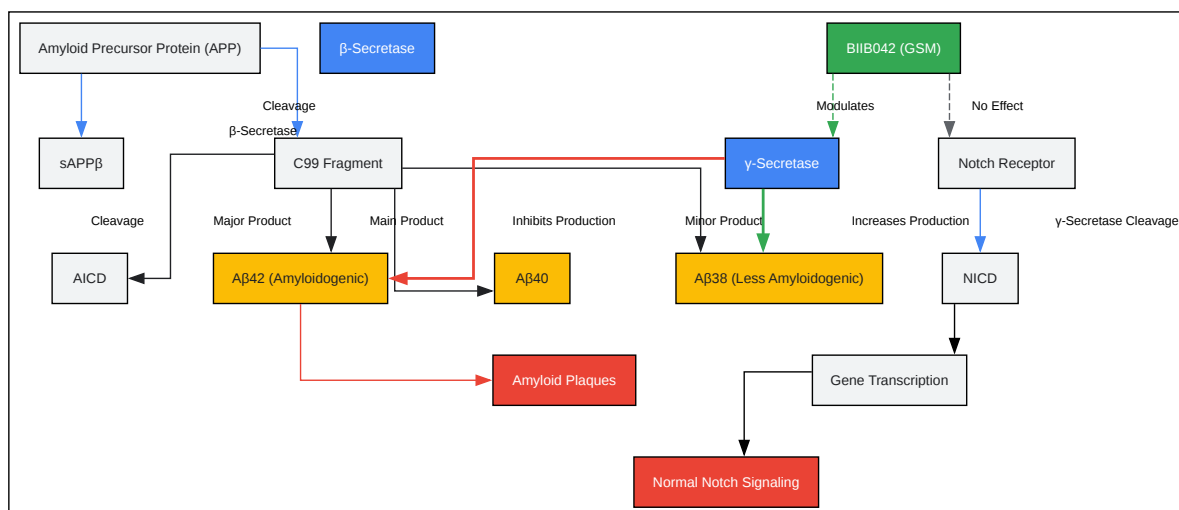 Amyloid Precursor Protein (APP)
β-Secretase
BIIB042 (GSM)
Cleavage
Modulates
No Effect
β-Secretase
sAPPβ
C99 Fragment
γ-Secretase
Notch Receptor
Cleavage
Major Product
Main Product
Inhibits Production
Minor Product
Increases Production
γ-Secretase Cleavage
AICD
Aβ42 (Amyloidogenic)
Aβ40
Aβ38 (Less Amyloidogenic)
NICD
Amyloid Plaques
Gene Transcription
Normal Notch Signaling